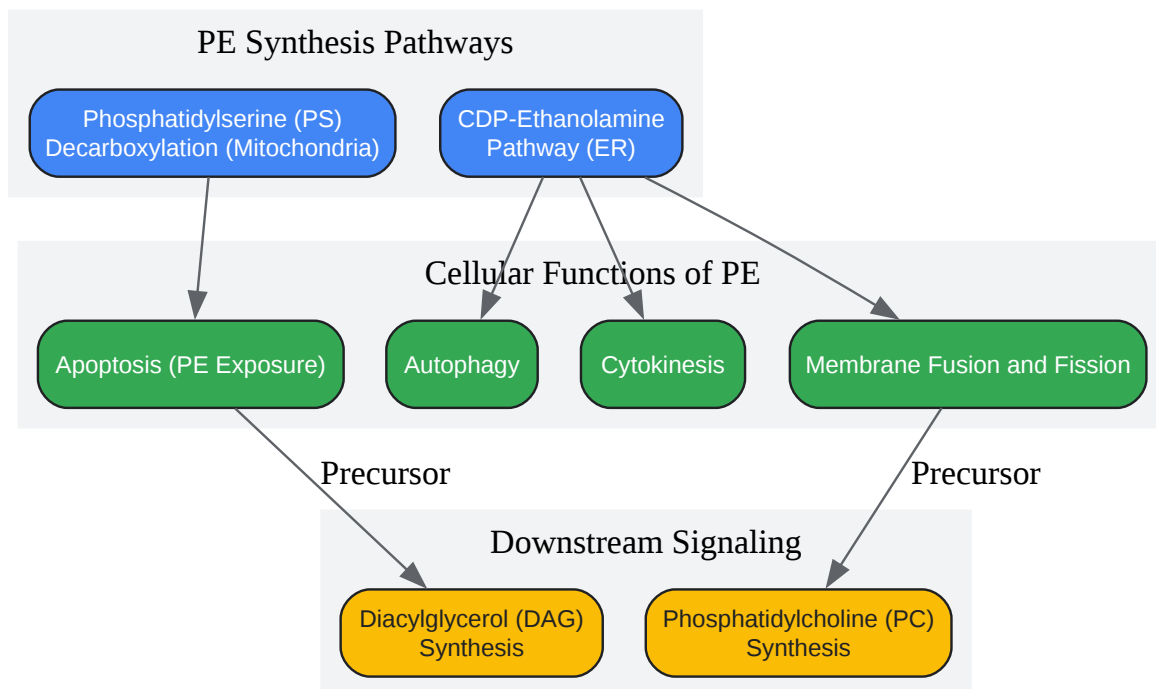 PE Synthesis Pathways
Phosphatidylserine (PS)
Decarboxylation (Mitochondria)
CDP-Ethanolamine
Pathway (ER)
Cellular Functions of PE
Apoptosis (PE Exposure)
Autophagy
Cytokinesis
Membrane Fusion and Fission
Precursor
Precursor
Downstream Signaling
Diacylglycerol (DAG)
Synthesis
Phosphatidylcholine (PC)
Synthesis